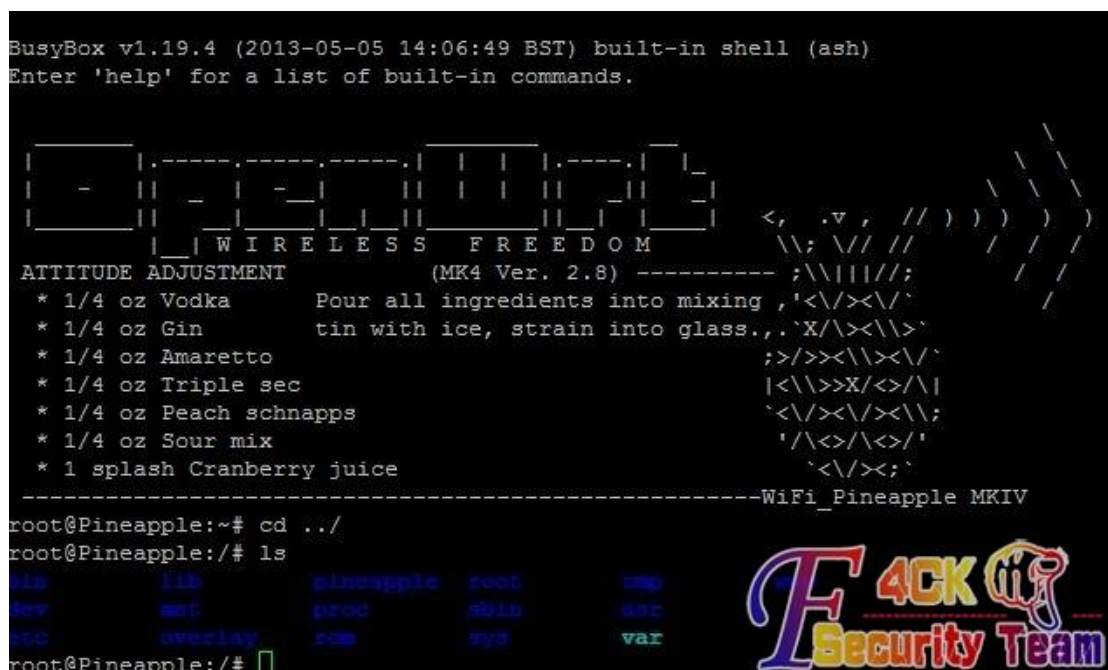 BusyBox v1.19.4 (2013-05-05 14:06:49 BST) built-in shell (ash)
Enter 'help' for a list of built-in commands.
OpenWrt
W I R E L E S S   F R E E D O M
ATTITUDE ADJUSTMENT (MK4 Ver. 2.8) ----------
* 1/4 oz Vodka Pour all ingredients into mixing
* 1/4 oz Gin tin with ice, strain into glass.
* 1/4 oz Amaretto
* 1/4 oz Triple sec
* 1/4 oz Peach schnapps
* 1/4 oz Sour mix
* 1 splash Cranberry juice
WiFi_Pineapple MKIV
root@Pineapple:~# cd ../
root@Pineapple:/# ls
bin lib pineapple root tmp
dev mnt proc sbin usr
etc overlay rom sys var
root@Pineapple:/#
F4CK
Security Team